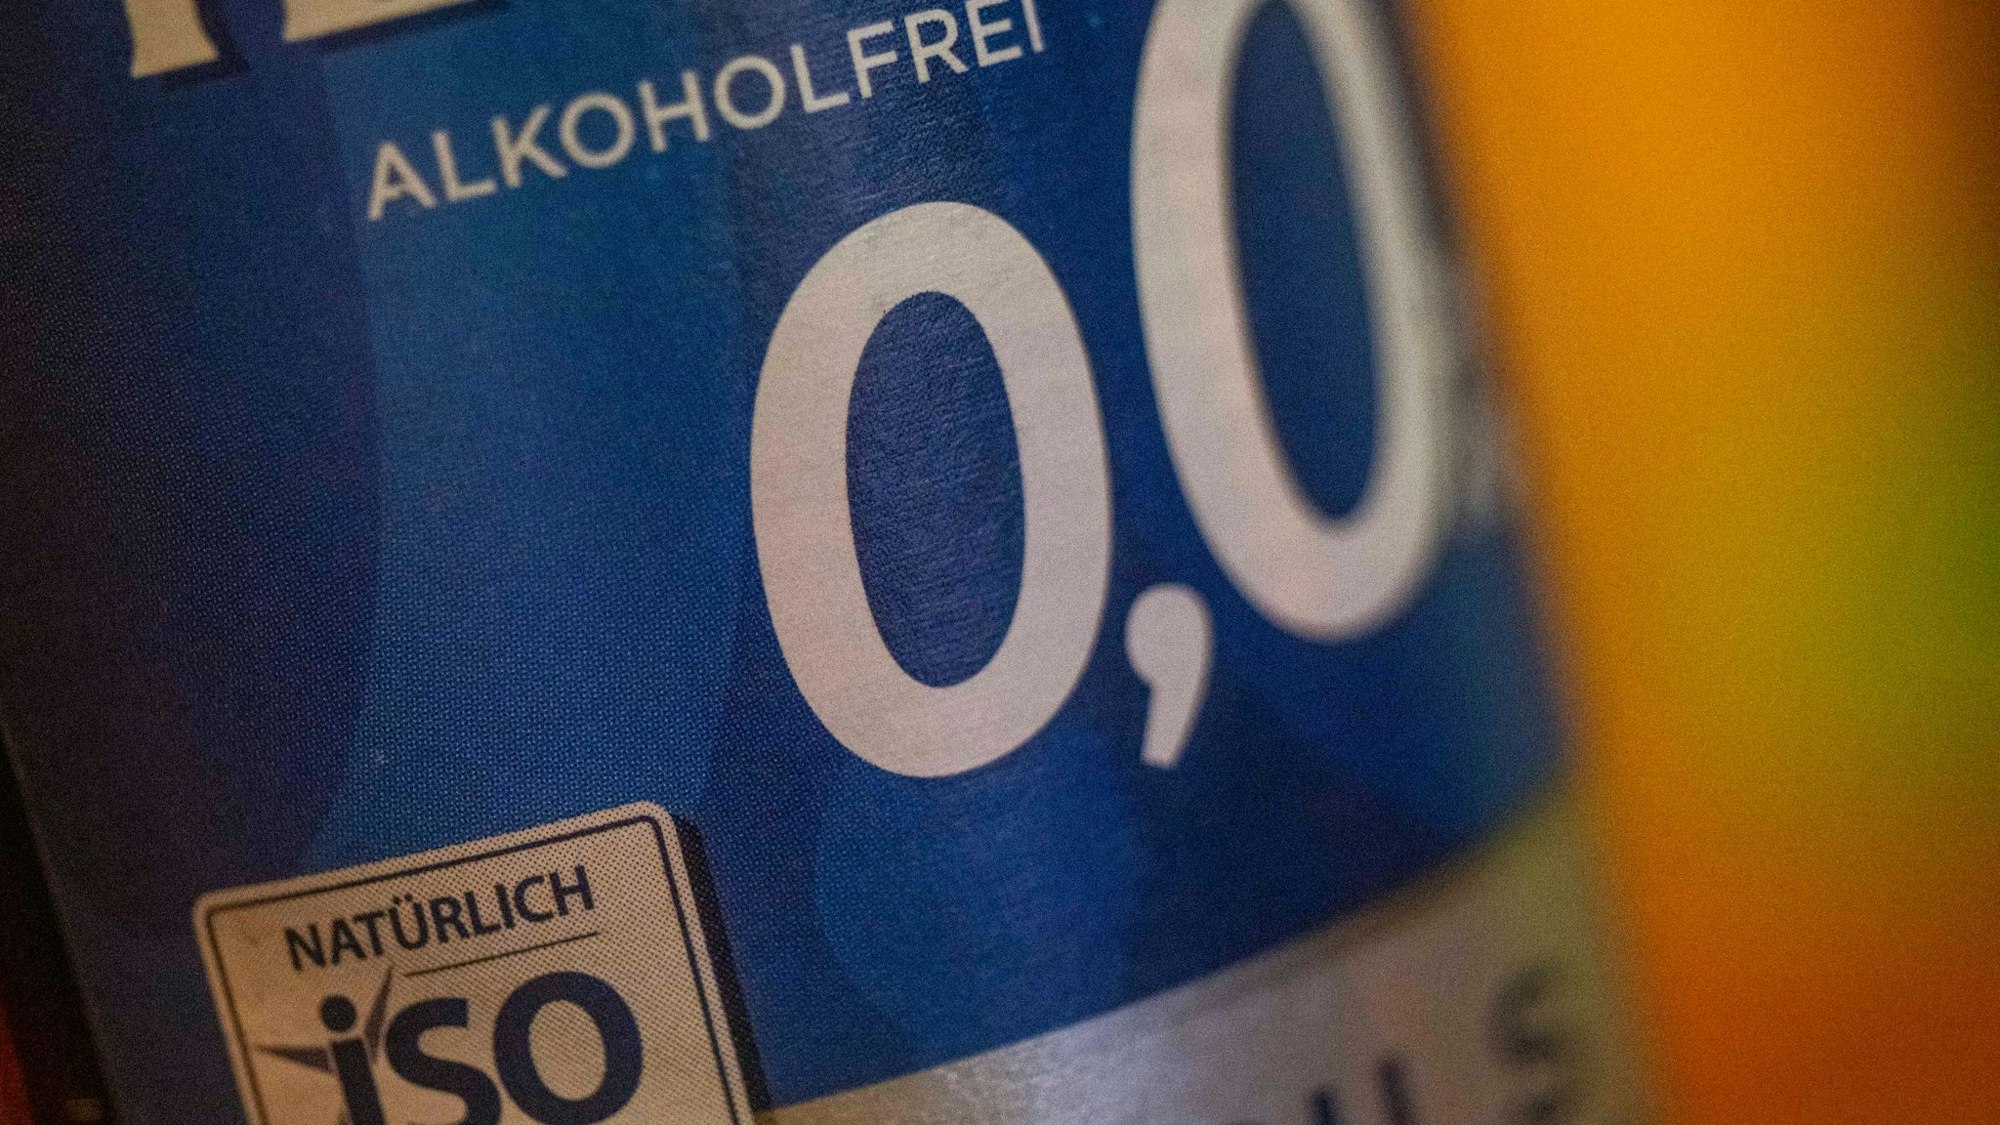 ALKOHOLFREI
0,0
NATÜRLICH
iSO